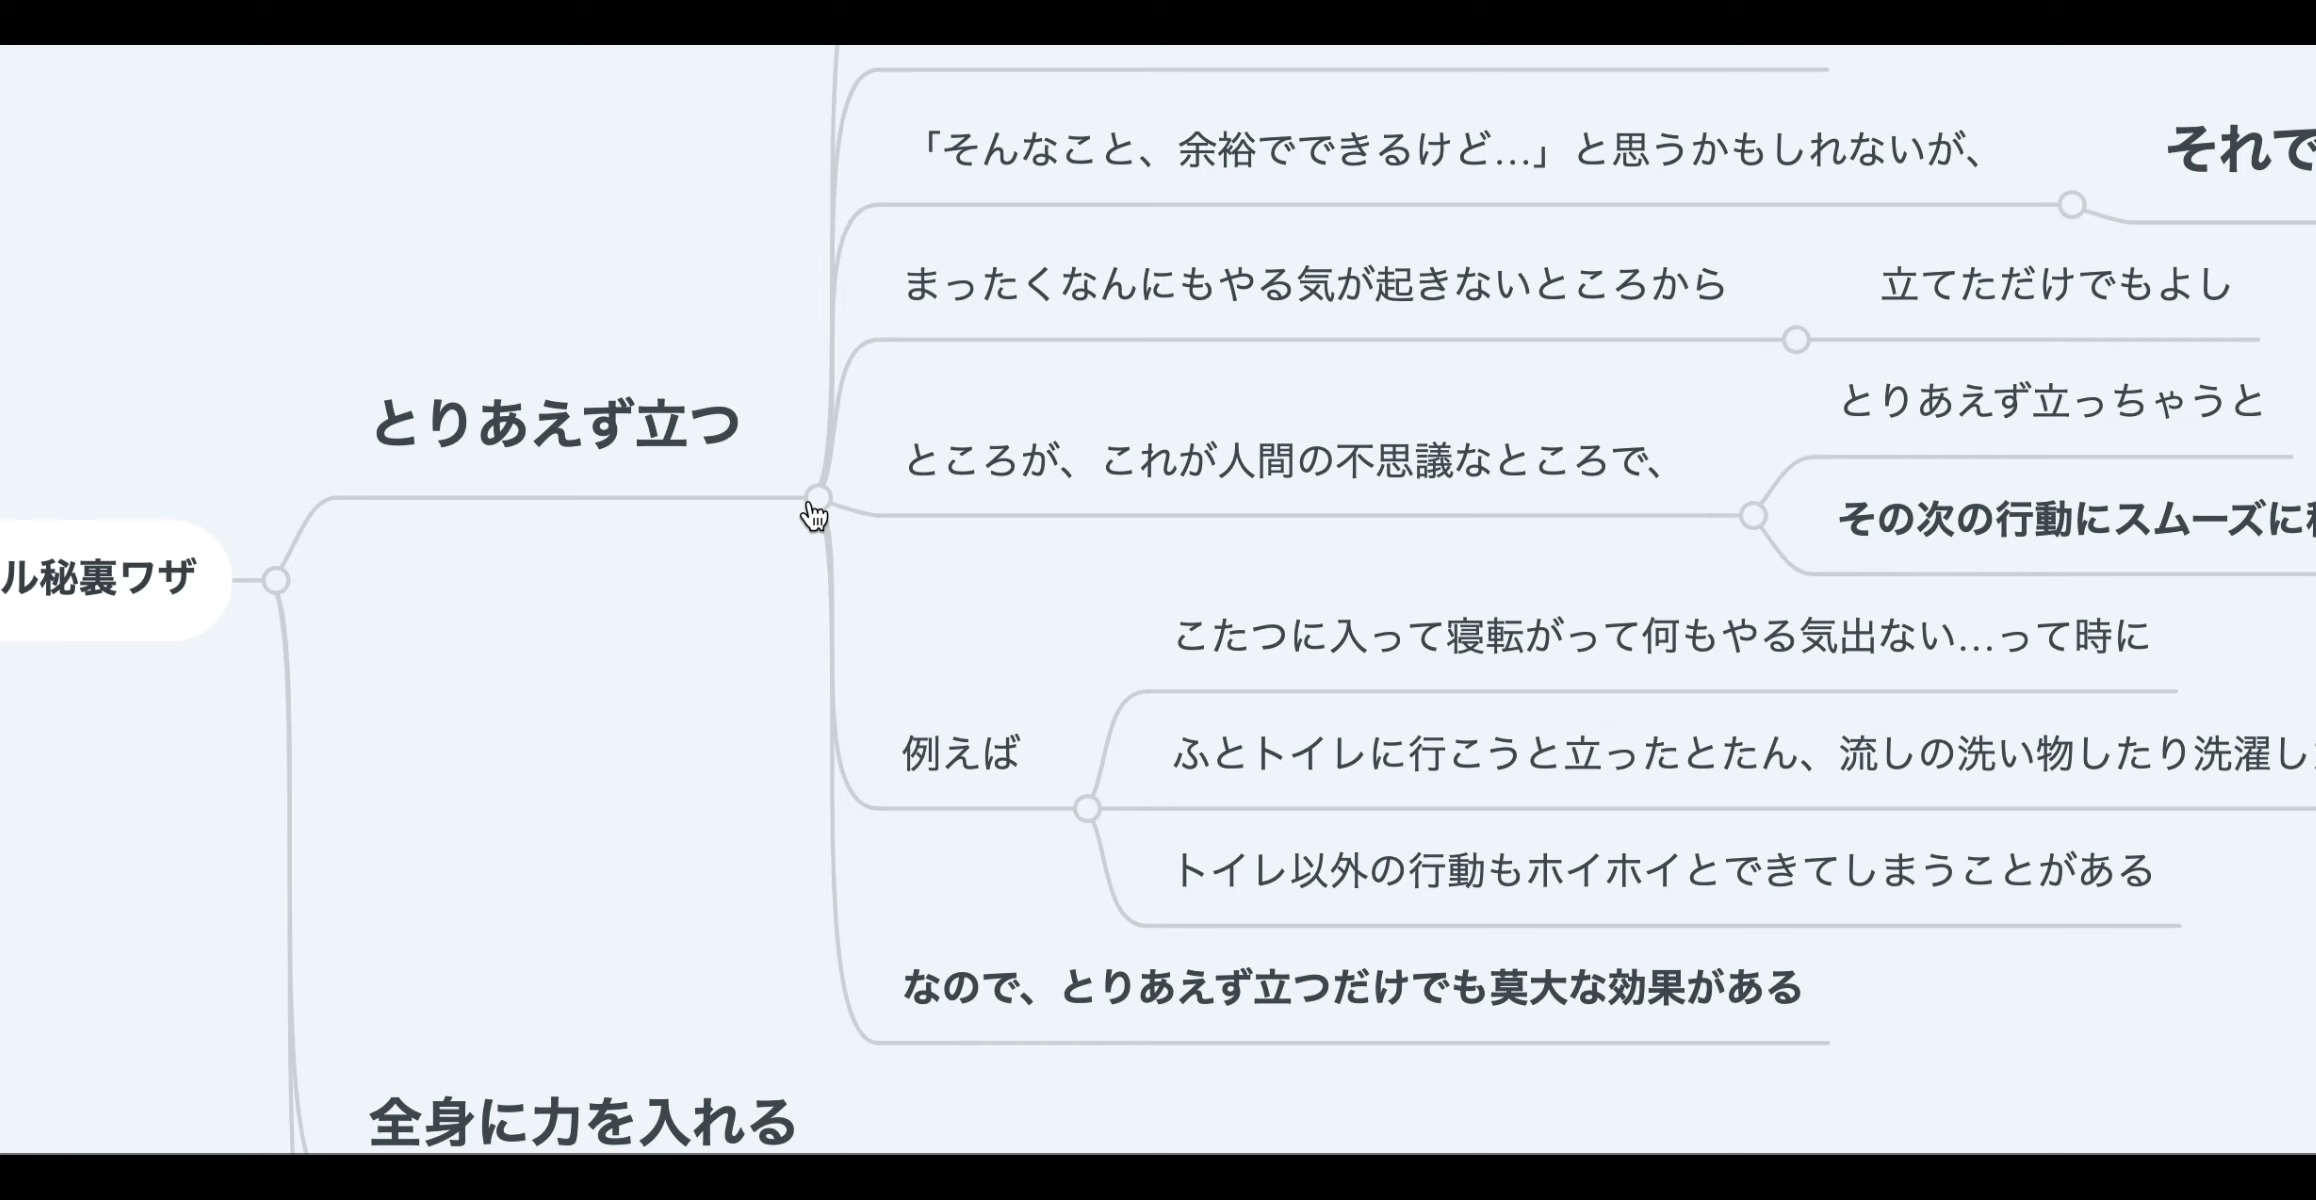 「そんなこと、余裕でできるけど…」と思うかもしれないが、
それで
まったくなんにもやる気が起きないところから
立てただけでもよし
とりあえず立つ
ところが、これが人間の不思議なところで、
とりあえず立っちゃうと
その次の行動にスムーズに
ル秘裏ワザ
例えば
こたつに入って寝転がって何もやる気出ない…って時に
ふとトイレに行こうと立ったとたん、流しの洗い物したり洗濯し
トイレ以外の行動もホイホイとできてしまうことがある
なので、とりあえず立つだけでも莫大な効果がある
全身に力を入れる